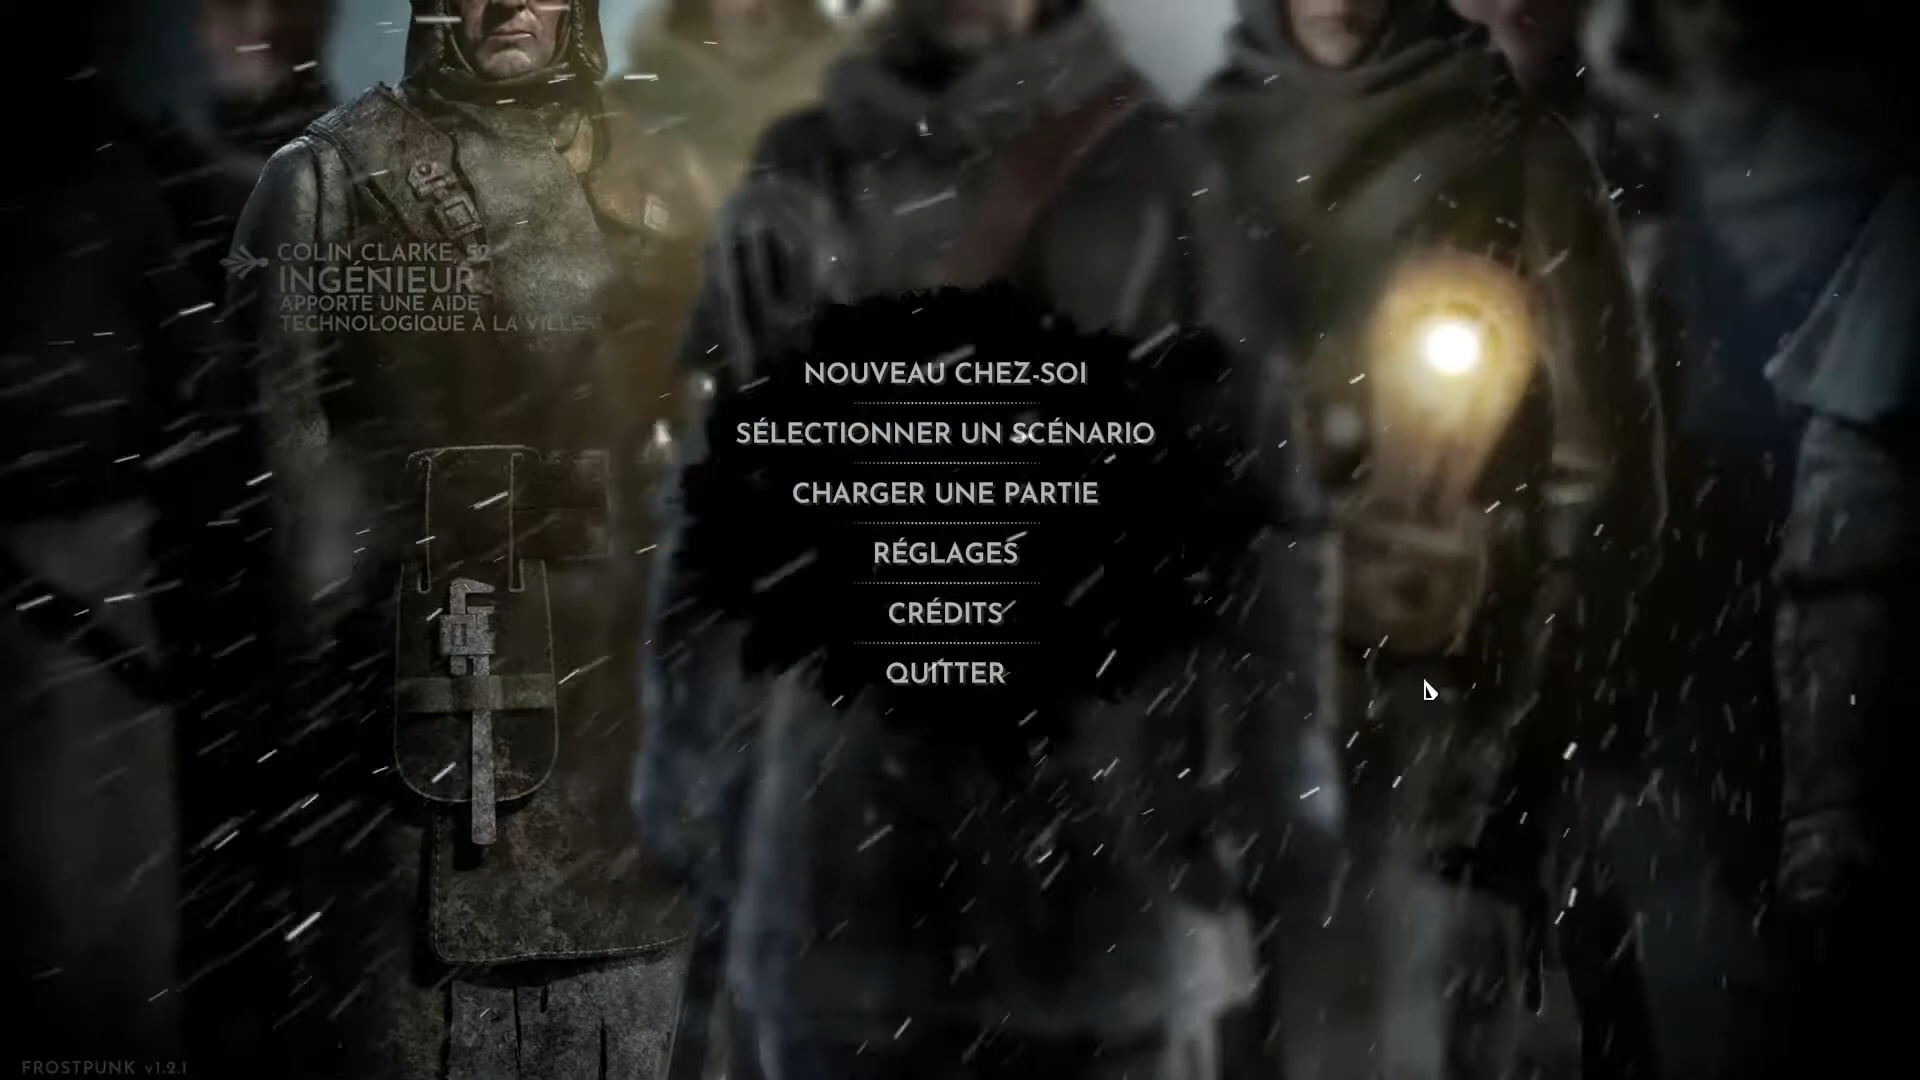 COLIN CLARKE, 52
INGÉNIEUR
APPORTE UNE AIDE
TECHNOLOGIQUE À LA VILLE
NOUVEAU CHEZ-SOI
SÉLECTIONNER UN SCÉNARIO
CHARGER UNE PARTIE
RÉGLAGES
CRÉDITS
QUITTER
FROSTPUNK v1.2.1